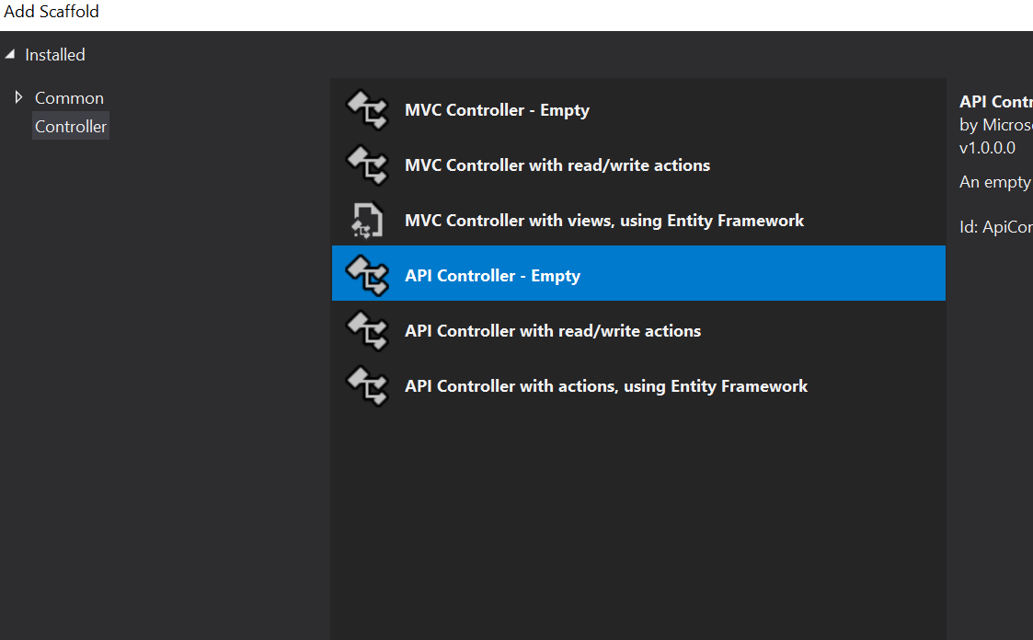 Add Scaffold
Installed
Common
Controller
MVC Controller - Empty
MVC Controller with read/write actions
MVC Controller with views, using Entity Framework
API Controller - Empty
API Controller with read/write actions
API Controller with actions, using Entity Framework
API Contr
by Micros
v1.0.0.0
An empty
Id: ApiCor